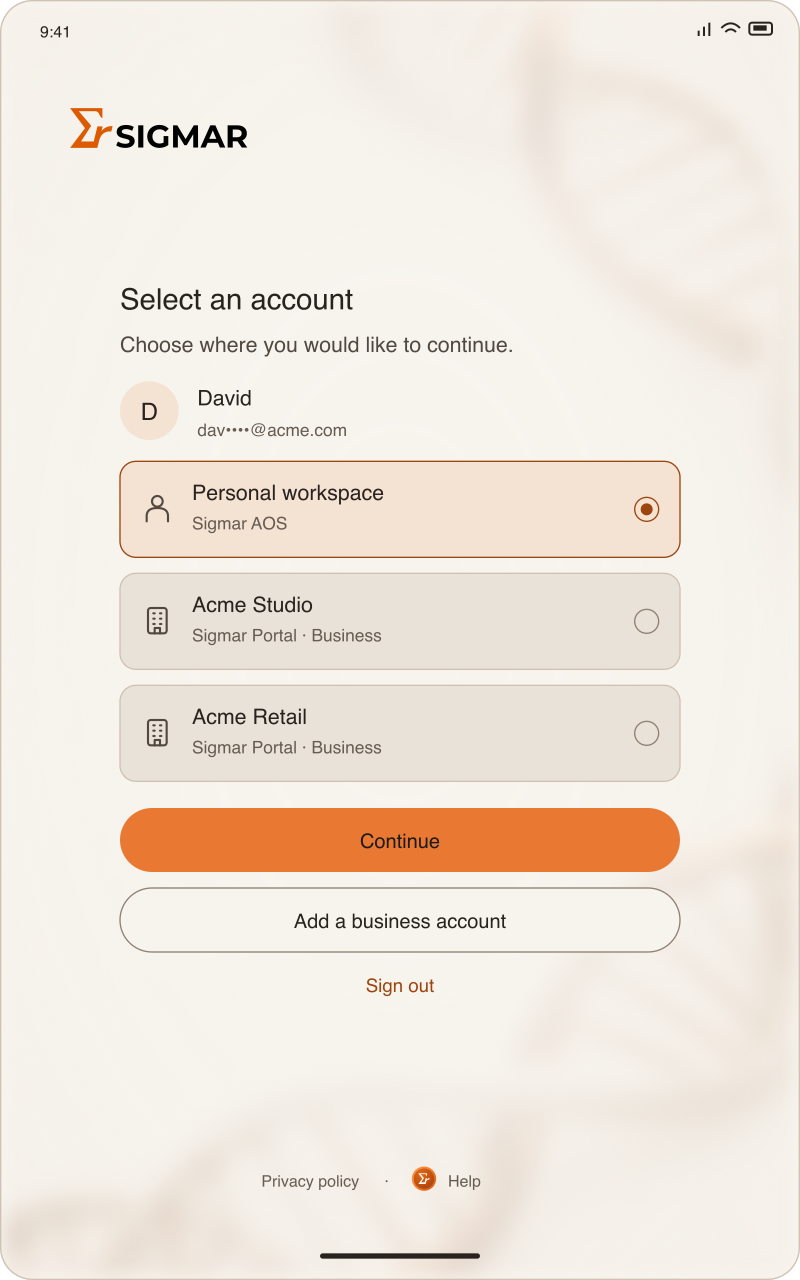 9:41
SIGMAR
Select an account
Choose where you would like to continue.
D
David
dav••••@acme.com
Personal workspace
Sigmar AOS
Acme Studio
Sigmar Portal · Business
Acme Retail
Sigmar Portal · Business
Continue
Add a business account
Sign out
Privacy policy · Σr Help